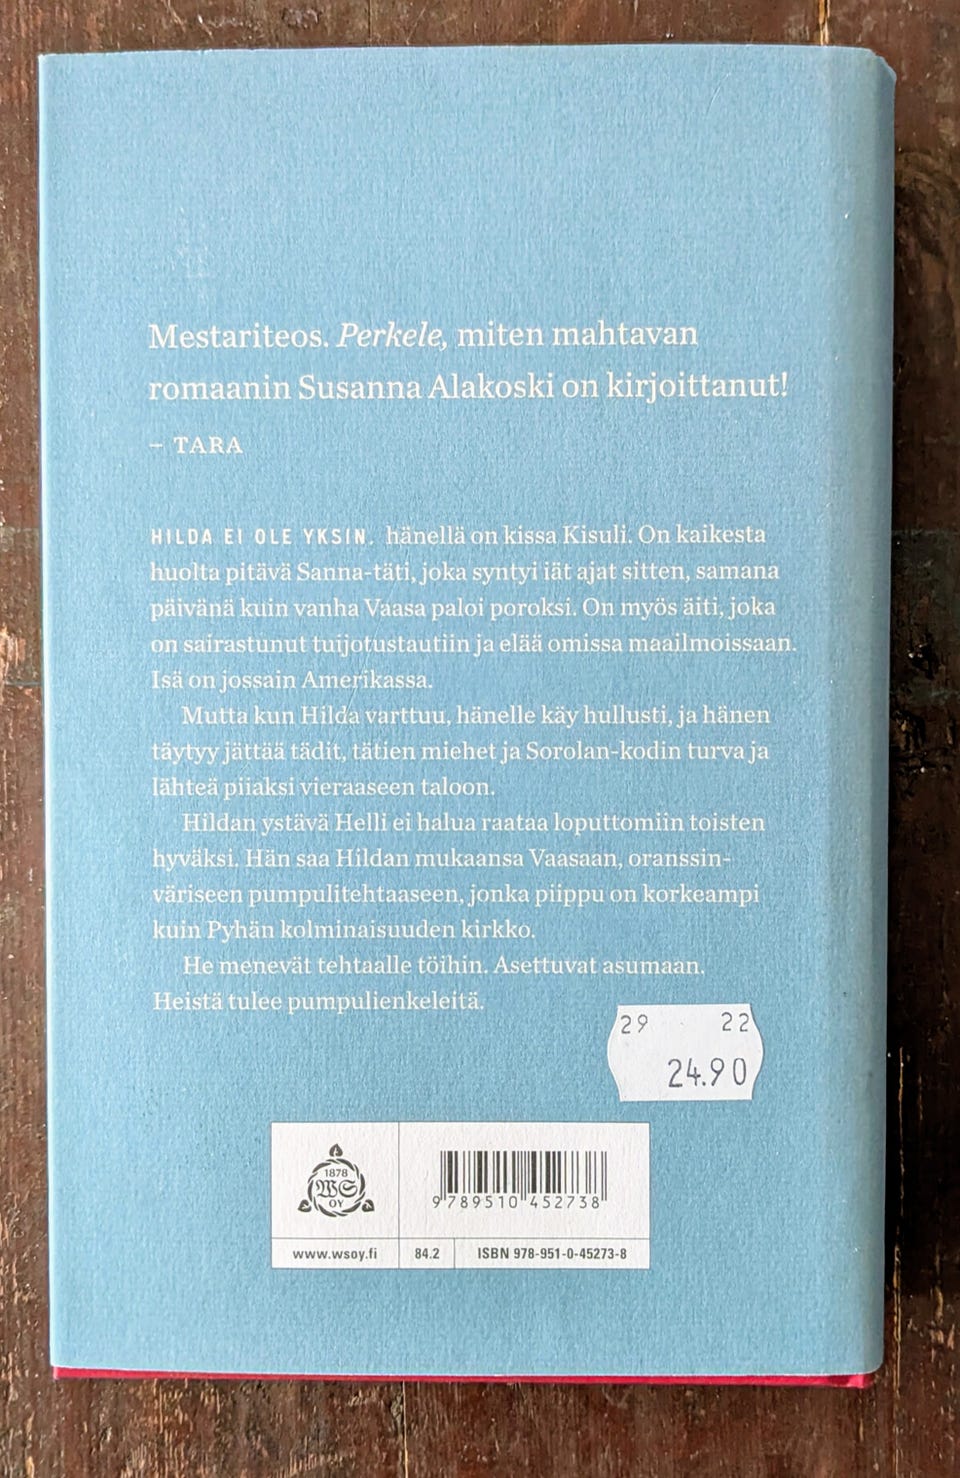 Mestariteos. Perkele, miten mahtavan
romaanin Susanna Alakoski on kirjoittanut!
– TARA
HILDA EI OLE YKSIN. hänellä on kissa Kisuli. On kaikesta
huolta pitävä Sanna-täti, joka syntyi iät ajat sitten, samana
päivänä kuin vanha Vaasa paloi poroksi. On myös äiti, joka
on sairastunut tuijotustautiin ja elää omissa maailmoissaan.
Isä on jossain Amerikassa.
Mutta kun Hilda varttuu, hänelle käy hullusti, ja hänen
täytyy jättää tädit, tätien miehet ja Sorolan-kodin turva ja
lähteä piiaksi vieraaseen taloon.
Hildan ystävä Helli ei halua raataa loputtomiin toisten
hyväksi. Hän saa Hildan mukaansa Vaasaan, oranssin-
väriseen pumpulitehtaaseen, jonka piippu on korkeampi
kuin Pyhän kolminaisuuden kirkko.
He menevät tehtaalle töihin. Asettuvat asumaan.
Heistä tulee pumpulienkeleitä.
29 22
24.90
1878
WS
OY
9 789510 452738
www.wsoy.fi 84.2 ISBN 978-951-0-45273-8